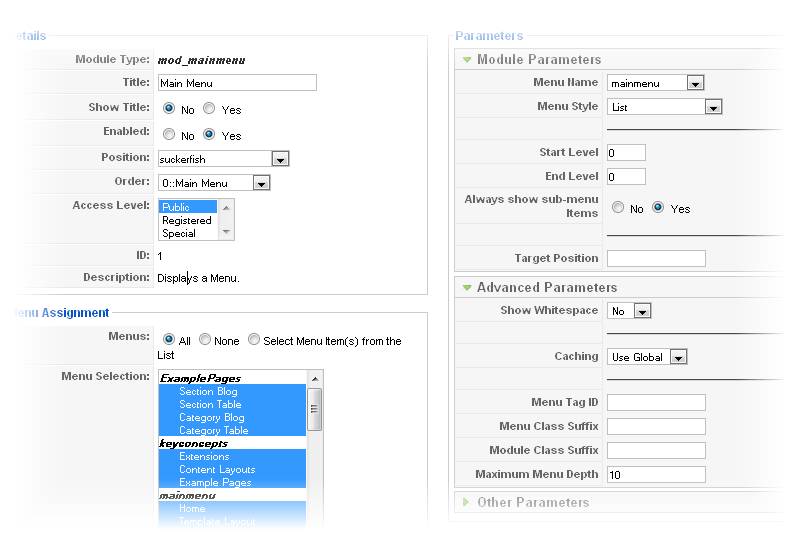 etails
Module Type: mod_mainmenu
Title: Main Menu
Show Title: No Yes
Enabled: No Yes
Position: suckerfish
Order: 0::Main Menu
Access Level: Public
Registered
Special
ID: 1
Description: Displays a Menu.
enu Assignment
Menus: All None Select Menu Item(s) from the
List
Menu Selection: ExamplePages
Section Blog
Section Table
Category Blog
Category Table
keyconcepts
Extensions
Content Layouts
Example Pages
mainmenu
Home
Template Layout
Parameters
Module Parameters
Menu Name mainmenu
Menu Style List
Start Level 0
End Level 0
Always show sub-menu
Items No Yes
Target Position
Advanced Parameters
Show Whitespace No
Caching Use Global
Menu Tag ID
Menu Class Suffix
Module Class Suffix
Maximum Menu Depth 10
Other Parameters